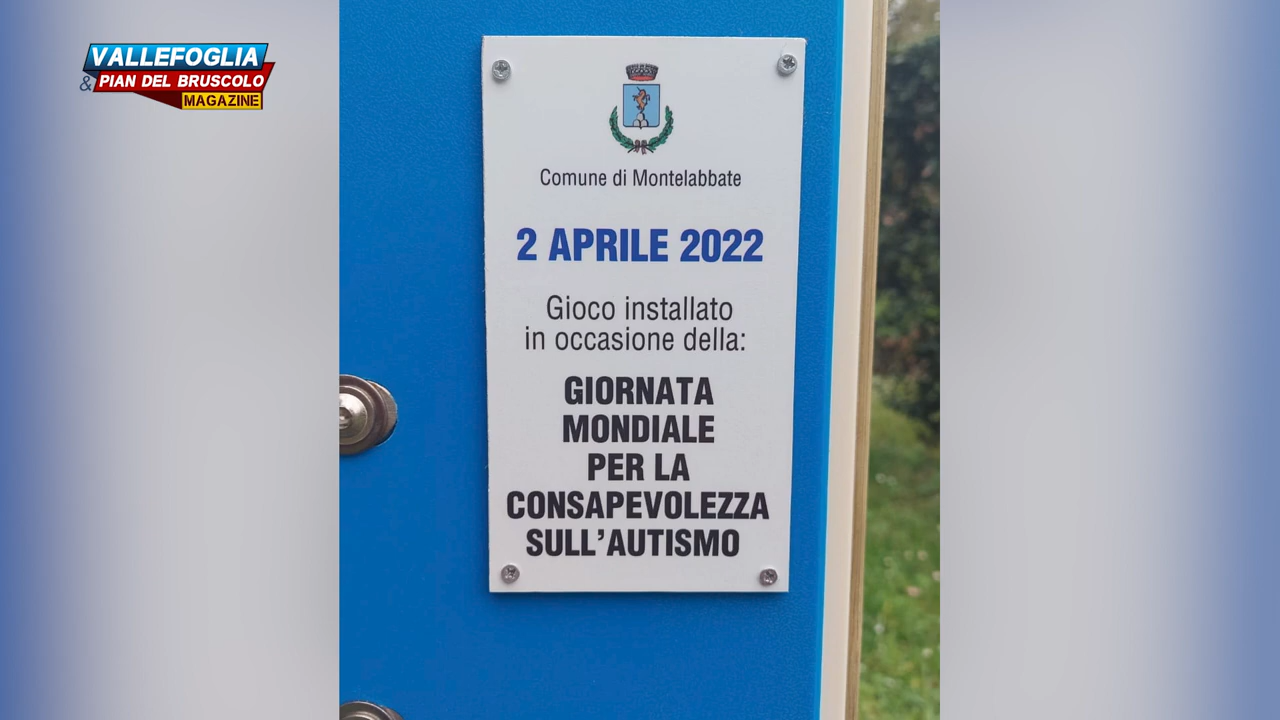 VALLEFOGLIA
& PIAN DEL BRUSCOLO
MAGAZINE
Comune di Montelabbate
2 APRILE 2022
Gioco installato
in occasione della:
GIORNATA
MONDIALE
PER LA
CONSAPEVOLEZZA
SULL'AUTISMO